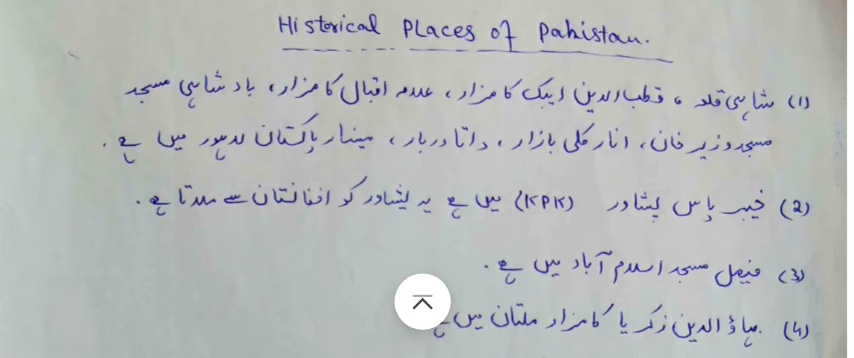 Historical Places of Pakistan.
(1) شاہی قلعہ ، قطب الدین ایبک کا مزار، علامہ اقبال کا مزار، بادشاہی مسجد
مسجد وزیر خان، انار کلی بازار ، داتا دربار ، مینار پاکستان لاہور میں ہے۔
(2) خیبر پاس پشاور (KPK) میں ہے یہ پشاور کو افغانستان سے ملاتا ہے۔
(3) فیصل مسجد اسلام آباد میں ہے۔
(4) بہاؤالدین زکریا کا مزار ملتان میں ہے